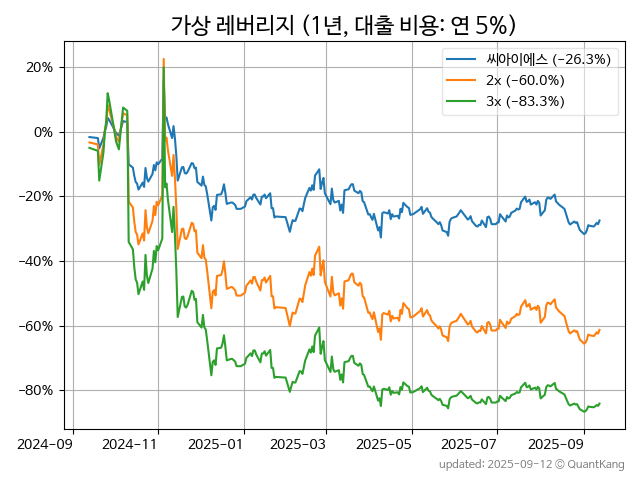 가상 레버리지 (1년, 대출 비용: 연 5%)
씨아이에스 (-26.3%)
2x (-60.0%)
3x (-83.3%)
20%
0%
-20%
-40%
-60%
-80%
2024-09 2024-11 2025-01 2025-03 2025-05 2025-07 2025-09
updated: 2025-09-12 © QuantKang